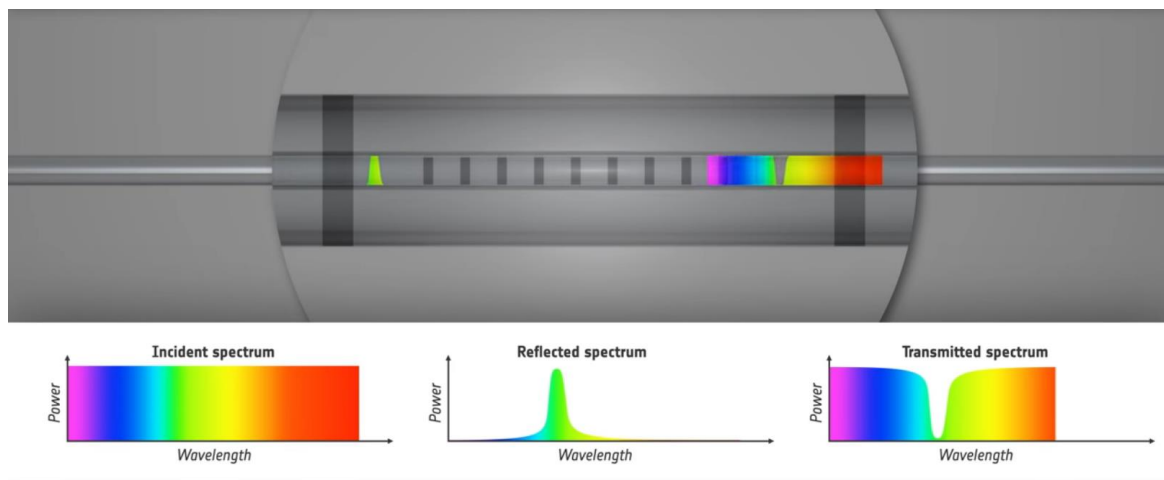 Incident spectrum
Power
Wavelength
Reflected spectrum
Power
Wavelength
Transmitted spectrum
Power
Wavelength